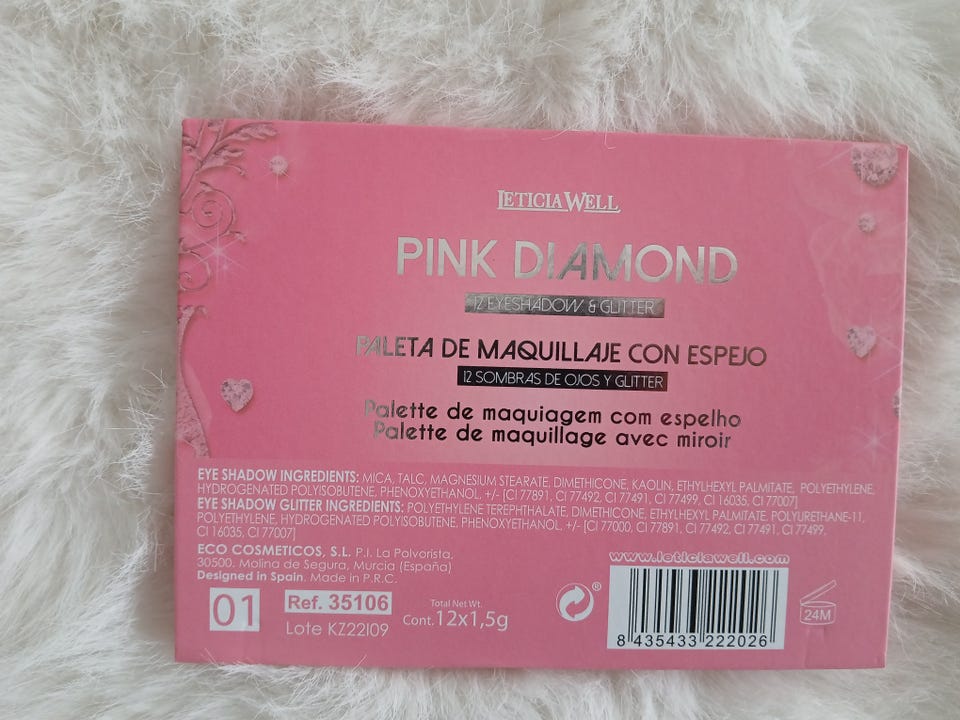 LETICIA WELL
PINK DIAMOND
12 EYESHADOW & GLITTER
PALETA DE MAQUILLAJE CON ESPEJO
12 SOMBRAS DE OJOS Y GLITTER
Palette de maquiagem com espelho
Palette de maquillage avec miroir
EYE SHADOW INGREDIENTS: MICA, TALC, MAGNESIUM STEARATE, DIMETHICONE, KAOLIN, ETHYLHEXYL PALMITATE, POLYETHYLENE,
HYDROGENATED POLYISOBUTENE, PHENOXYETHANOL, +/- [CI 77891, CI 77492, CI 77491, CI 77499, CI 16035, CI 77007]
EYE SHADOW GLITTER INGREDIENTS: POLYETHYLENE TEREPHTHALATE, DIMETHICONE, ETHYLHEXYL PALMITATE, POLYURETHANE-11,
POLYETHYLENE, HYDROGENATED POLYISOBUTENE, PHENOXYETHANOL, +/- [CI 77000, CI 77891, CI 77492, CI 77491, CI 77499,
CI 16035, CI 77007]
ECO COSMETICOS, S.L. P.I. La Polvorista,
30500. Molina de Segura, Murcia (España)
Designed in Spain. Made in P.R.C.
01
Ref. 35106
Lote KZ22I09
Total Net Wt.
Cont. 12x1,5g
®
www.leticiawell.com
8 435433 222026
24M